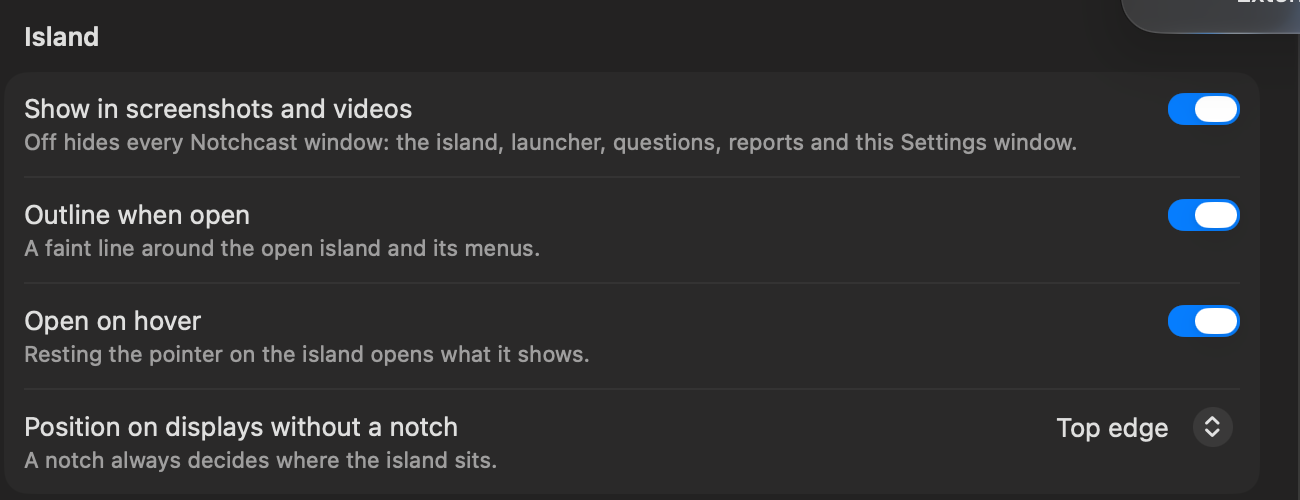 Island
Show in screenshots and videos
Off hides every Notchcast window: the island, launcher, questions, reports and this Settings window.
Outline when open
A faint line around the open island and its menus.
Open on hover
Resting the pointer on the island opens what it shows.
Position on displays without a notch
Top edge
A notch always decides where the island sits.